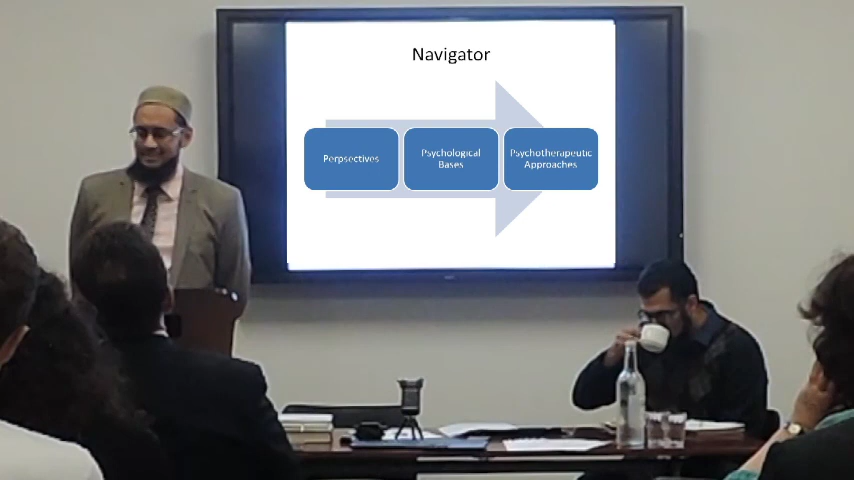 Navigator
Perpsectives
Psychological
Bases
Psychotherapeutic
Approaches